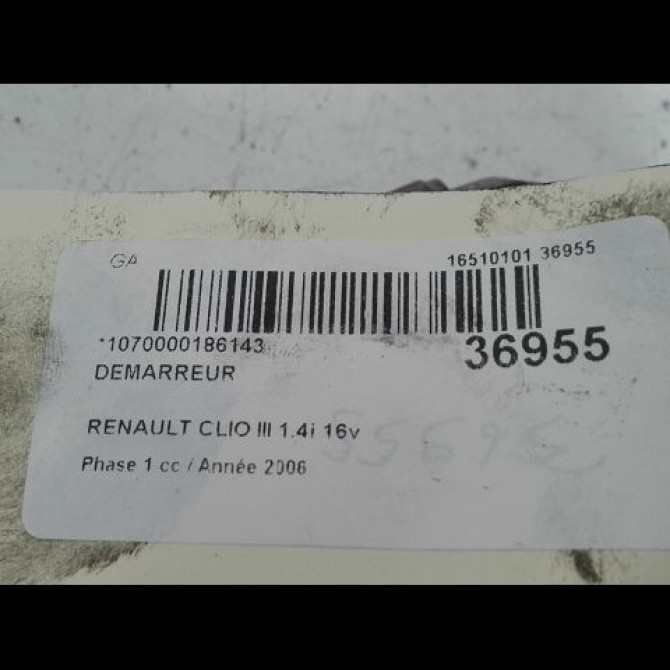 GA 16510101 36955
*1070000186143 36955
DEMARREUR
RENAULT CLIO III 1.4i 16v
Phase 1 cc / Année 2006